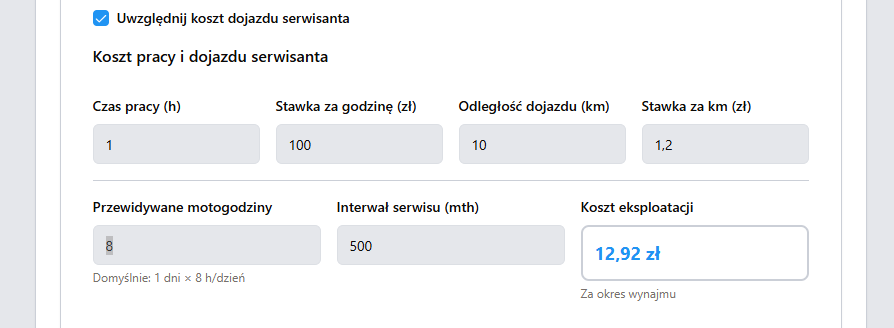 Uwzględnij koszt dojazdu serwisanta
Koszt pracy i dojazdu serwisanta
Czas pracy (h) Stawka za godzinę (zł) Odległość dojazdu (km) Stawka za km (zł)
1 100 10 1,2
Przewidywane motogodziny Interwał serwisu (mth) Koszt eksploatacji
8 500 12,92 zł
Domyślnie: 1 dni × 8 h/dzień
Za okres wynajmu